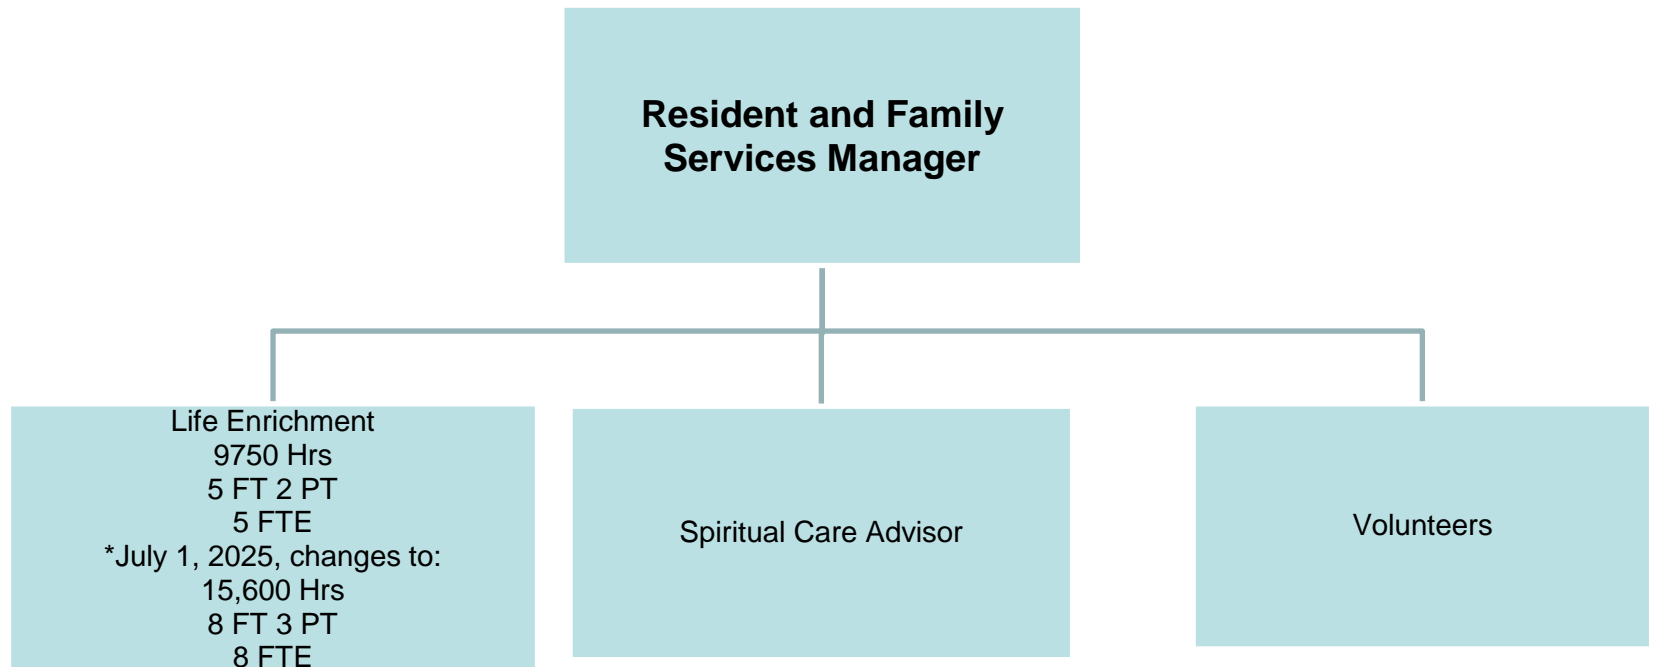 Resident and Family
Services Manager
Life Enrichment
9750 Hrs
5 FT 2 PT
5 FTE
*July 1, 2025, changes to:
15,600 Hrs
8 FT 3 PT
8 FTE
Spiritual Care Advisor
Volunteers